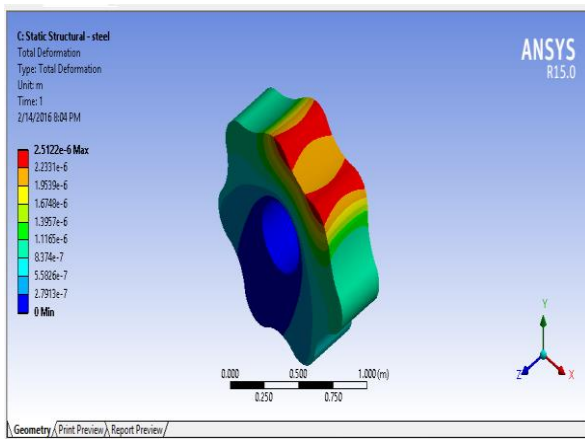 C: Static Structural - steel
Total Deformation
Type: Total Deformation
Unit: m
Time: 1
2/14/2016 8:04 PM
2.5122e-6 Max
2.2331e-6
1.9539e-6
1.6748e-6
1.3957e-6
1.1165e-6
8.374e-7
5.5826e-7
2.7913e-7
0 Min
ANSYS
R15.0
0.000 0.500 1.000 (m)
0.250 0.750
Y
Z X
Geometry Print Preview Report Preview